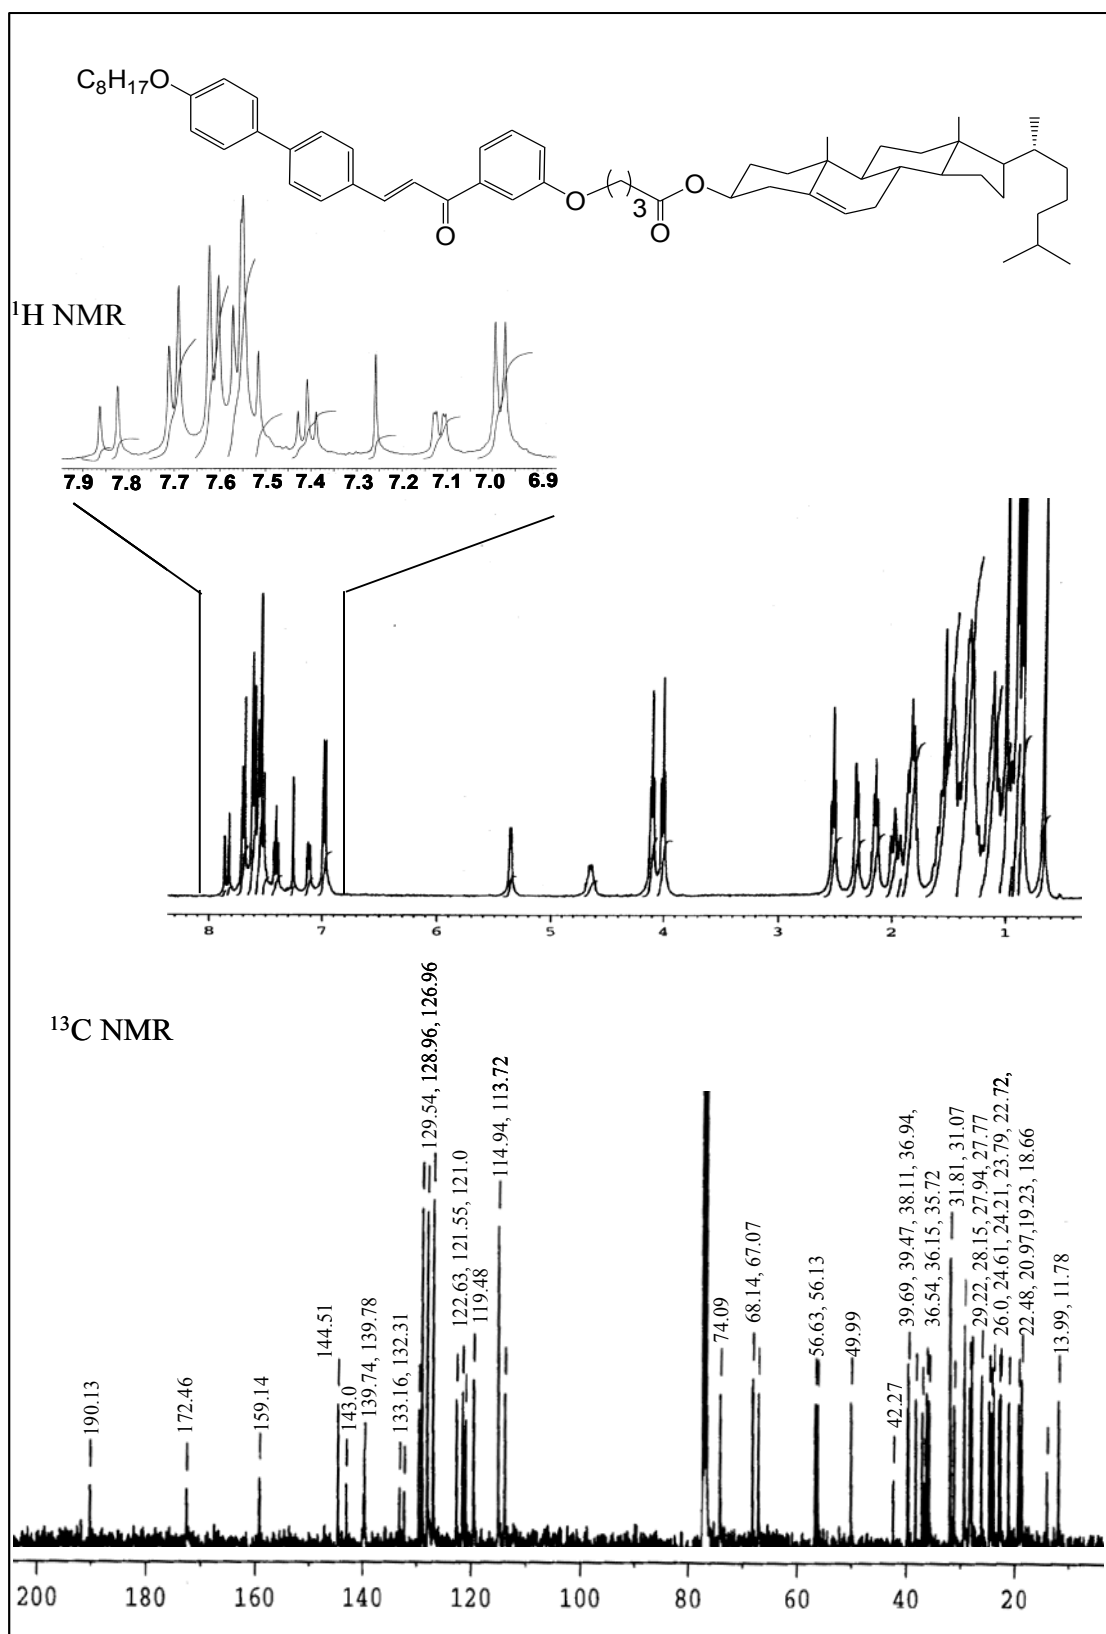 C8H17O
O
O
3
O
O
1H NMR
7.9 7.8 7.7 7.6 7.5 7.4 7.3 7.2 7.1 7.0 6.9
8 7 6 5 4 3 2 1
13C NMR
190.13
172.46
159.14
144.51
143.0
139.74, 139.78
133.16, 132.31
129.54, 128.96, 126.96
122.63, 121.55, 121.0
119.48
114.94, 113.72
74.09
68.14, 67.07
56.63, 56.13
49.99
42.27
39.69, 39.47, 38.11, 36.94,
36.54, 36.15, 35.72
31.81, 31.07
29.22, 28.15, 27.94, 27.77
26.0, 24.61, 24.21, 23.79, 22.72,
22.48, 20.97,19.23, 18.66
13.99, 11.78
200 180 160 140 120 100 80 60 40 20